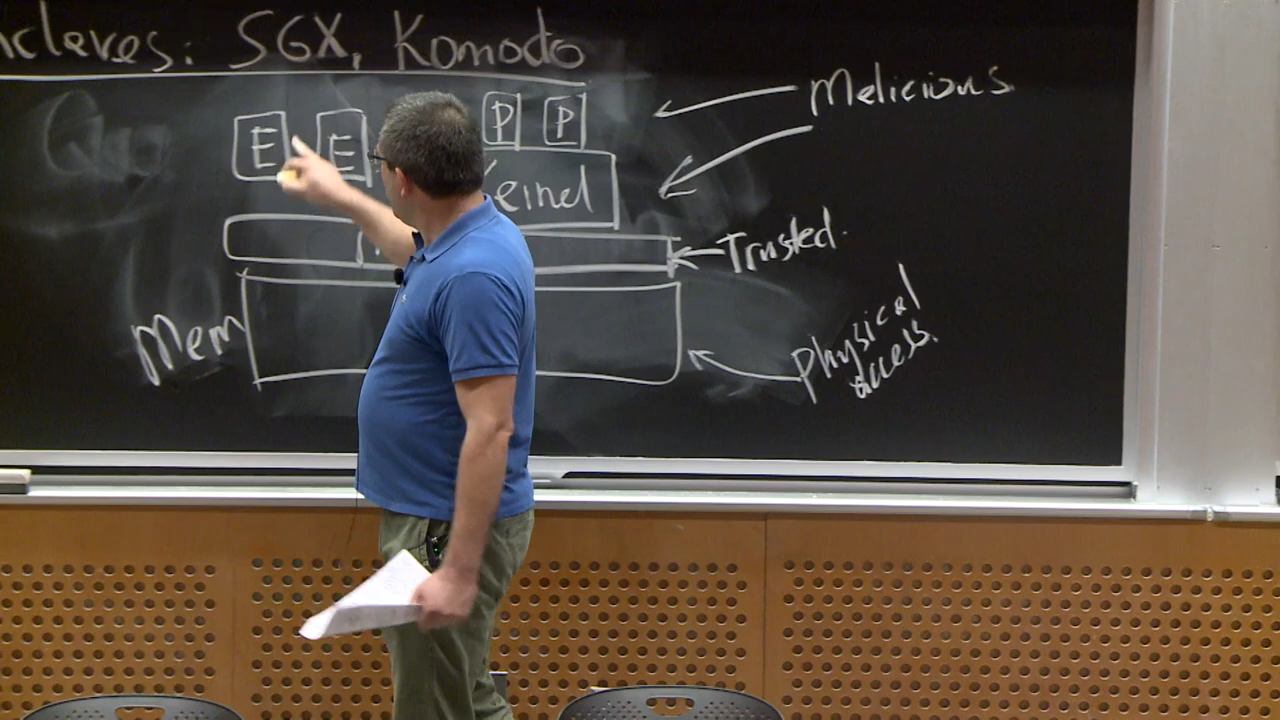 nclaves: SGX, Komodo
E E P P
Kernel
Melicious
Trusted.
Mem
Physical
access.